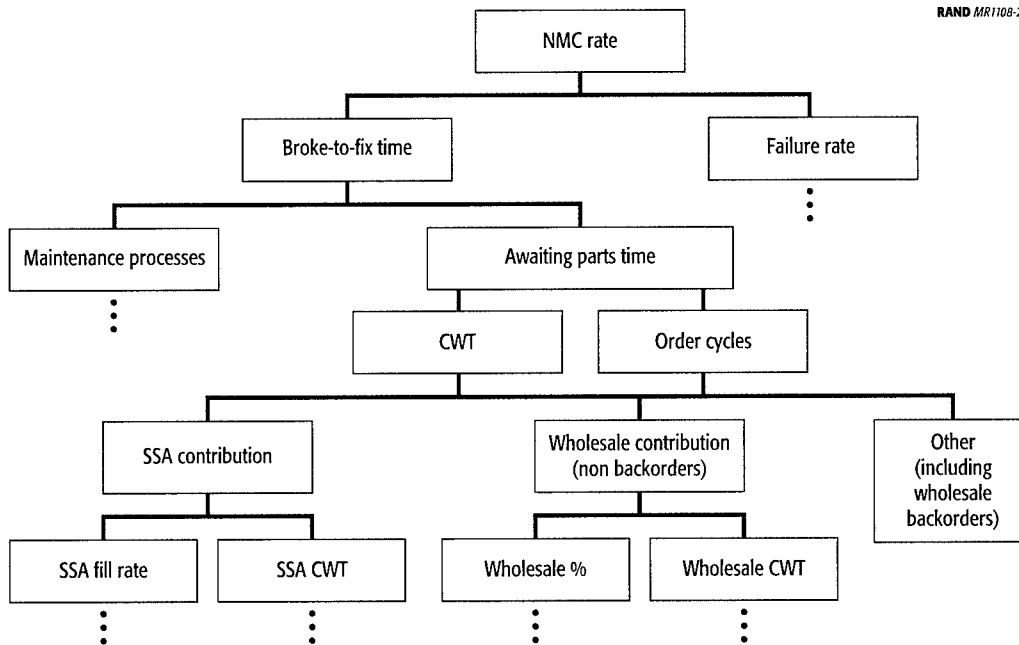 RAND MR1108-2
NMC rate
Broke-to-fix time
Failure rate
Maintenance processes
Awaiting parts time
CWT
Order cycles
SSA contribution
Wholesale contribution
(non backorders)
Other
(including
wholesale
backorders)
SSA fill rate
SSA CWT
Wholesale %
Wholesale CWT